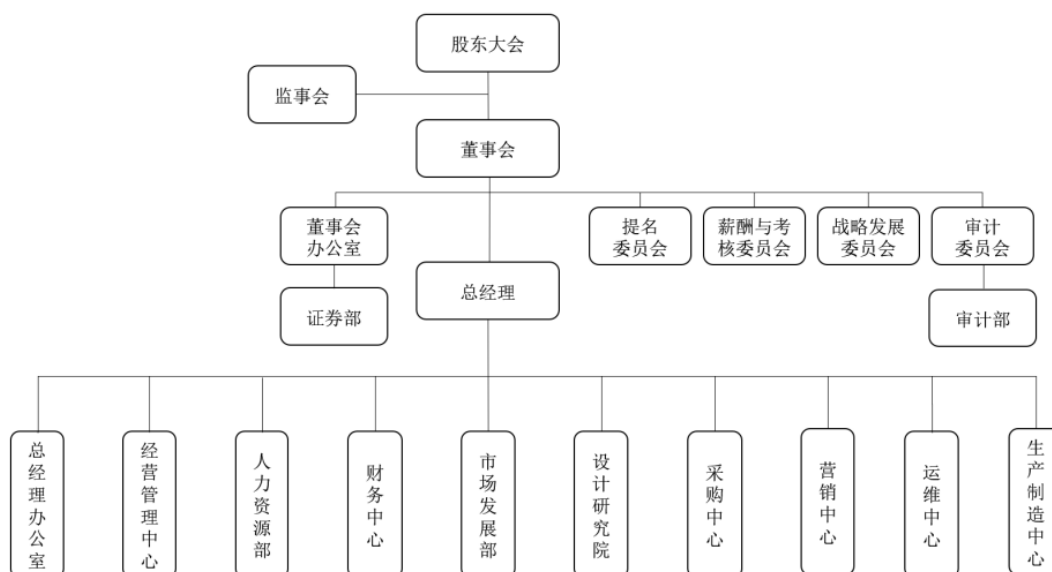 股东大会
监事会
董事会
董事会
办公室
提名
委员会
薪酬与考
核委员会
战略发展
委员会
审计
委员会
总经理
证券部
审计部
总经理办公室
经营管理中心
人力资源部
财务中心
市场发展部
设计研究院
采购中心
营销中心
运维中心
生产制造中心